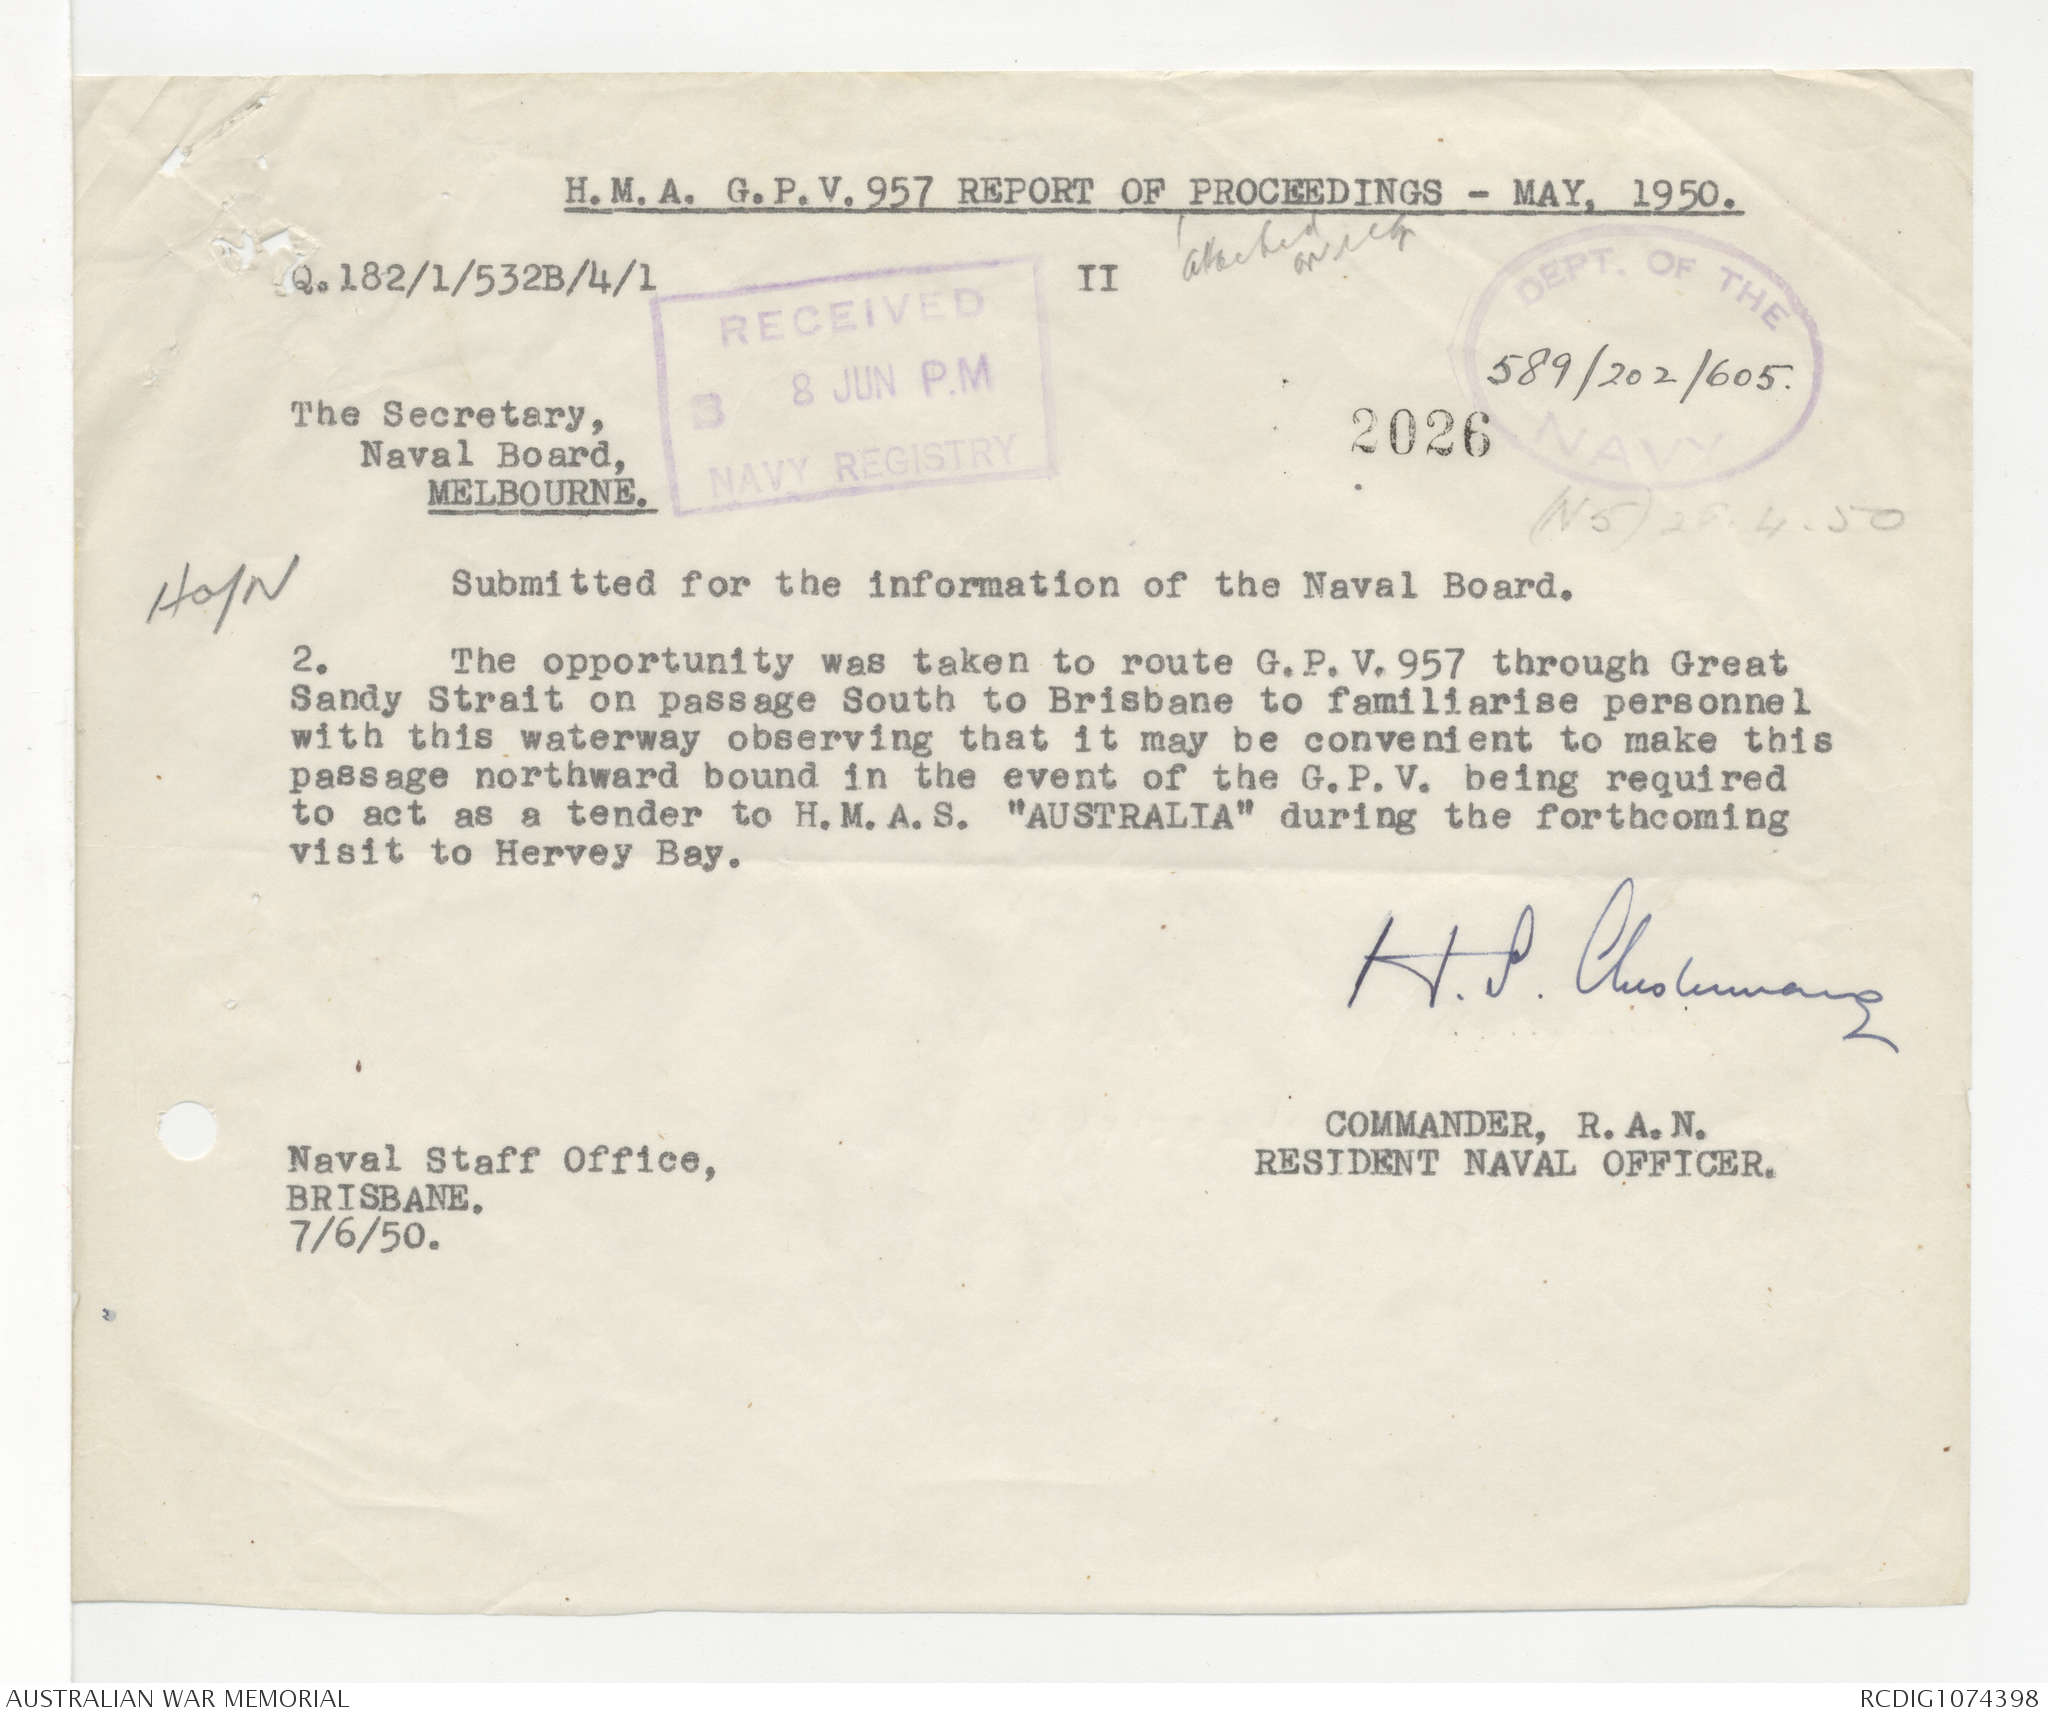 H.M.A. G.P.V.957 REPORT OF PROCEEDINGS - MAY, 1950.
attached
Q.182/1/532B/4/1
II
RECEIVED
8 JUN P.M
B
NAVY REGISTRY
DEPT. OF THE
589/202/605.
NAVY
2026
The Secretary,
Naval Board,
MELBOURNE.
(N5) 4.50
Submitted for the information of the Naval Board.
2. The opportunity was taken to route G.P.V.957 through Great
Sandy Strait on passage South to Brisbane to familiarise personnel
with this waterway observing that it may be convenient to make this
passage northward bound in the event of the G.P.V. being required
to act as a tender to H.M.A.S. "AUSTRALIA" during the forthcoming
visit to Hervey Bay.
COMMANDER, R.A.N.
RESIDENT NAVAL OFFICER.
Naval Staff Office,
BRISBANE.
7/6/50.
AUSTRALIAN WAR MEMORIAL
RCDIG1074398